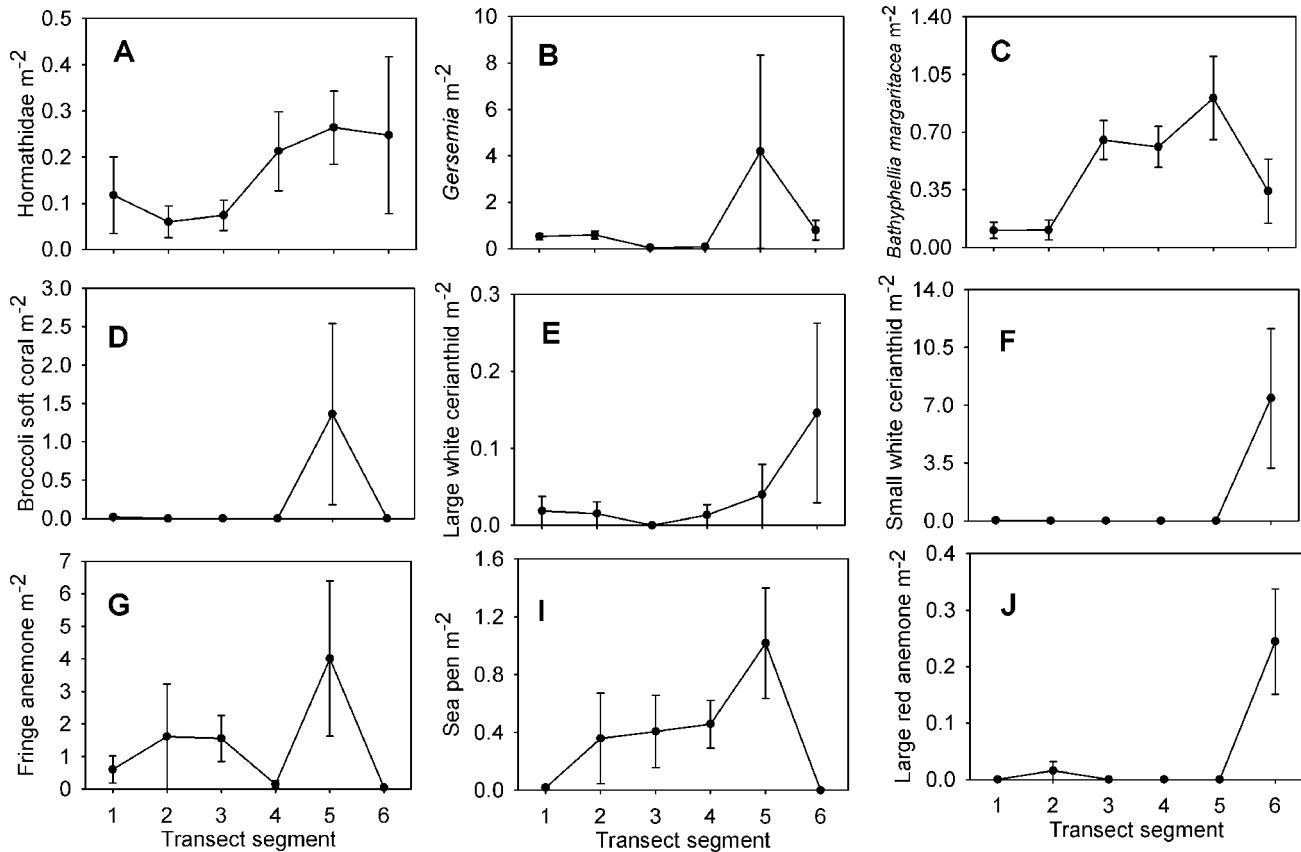 A
Hormathidae m-2
0.5
0.4
0.3
0.2
0.1
0.0
B
Gersemia m-2
10
8
6
4
2
0
C
Bathyphellia margaritacea m-2
1.40
1.05
0.70
0.35
0.00
D
Broccoli soft coral m-2
3.0
2.5
2.0
1.5
1.0
0.5
0.0
E
Large white cerianthid m-2
0.3
0.2
0.1
0.0
F
Small white cerianthid m-2
14.0
10.5
7.0
3.5
0.0
G
Fringe anemone m-2
7
6
5
4
3
2
1
0
1 2 3 4 5 6
Transect segment
I
Sea pen m-2
1.6
1.2
0.8
0.4
0.0
1 2 3 4 5 6
Transect segment
J
Large red anemone m-2
0.4
0.3
0.2
0.1
0.0
1 2 3 4 5 6
Transect segment